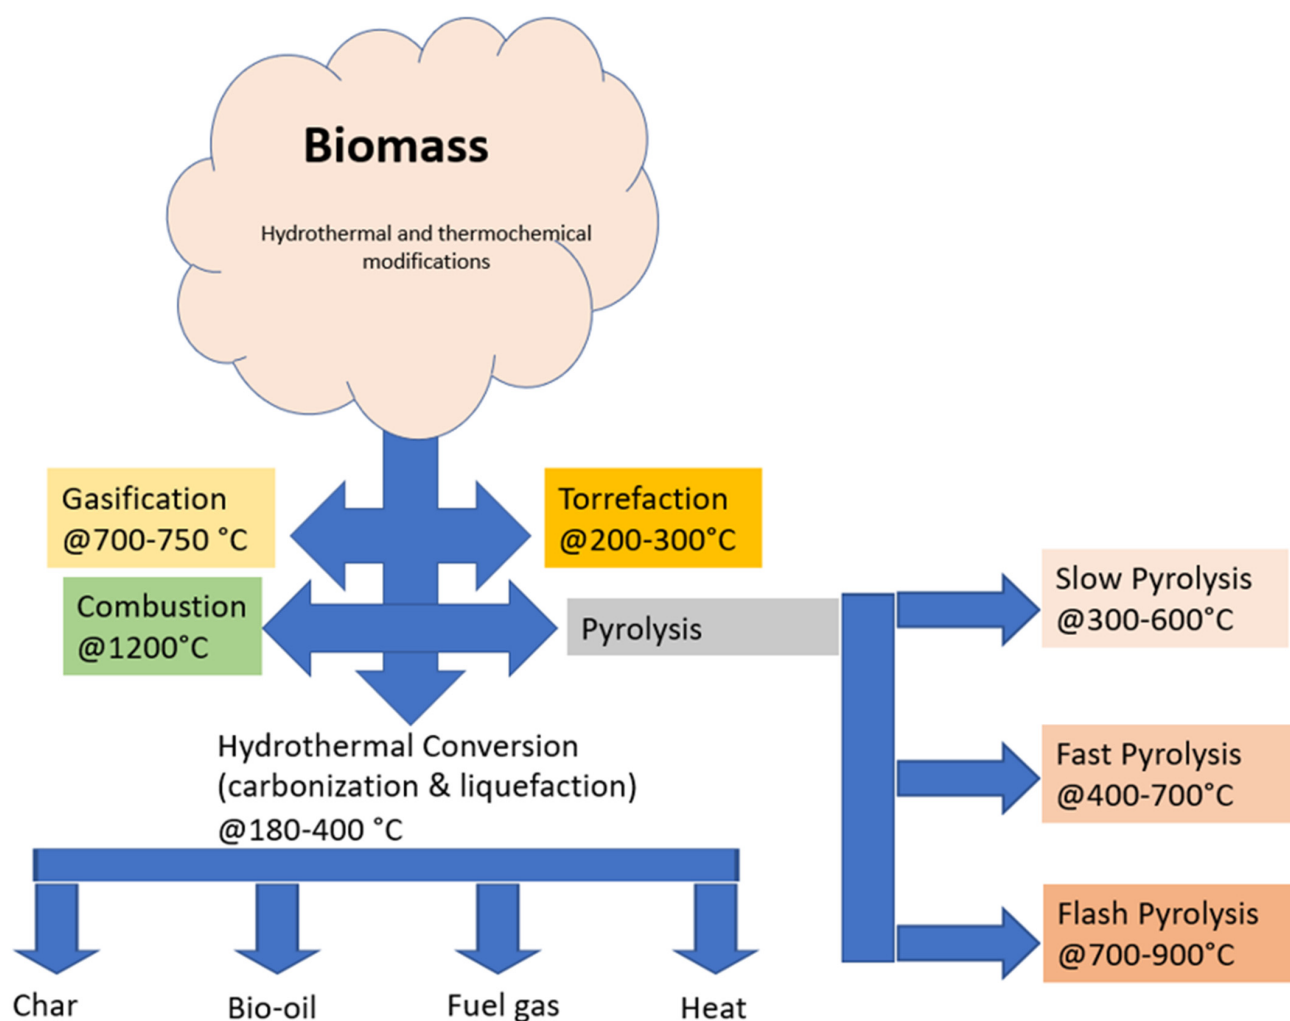 Biomass
Hydrothermal and thermochemical
modifications
Gasification
@700-750 °C
Torrefaction
@200-300°C
Combustion
@1200°C
Pyrolysis
Slow Pyrolysis
@300-600°C
Fast Pyrolysis
@400-700°C
Flash Pyrolysis
@700-900°C
Hydrothermal Conversion
(carbonization & liquefaction)
@180-400 °C
Char
Bio-oil
Fuel gas
Heat